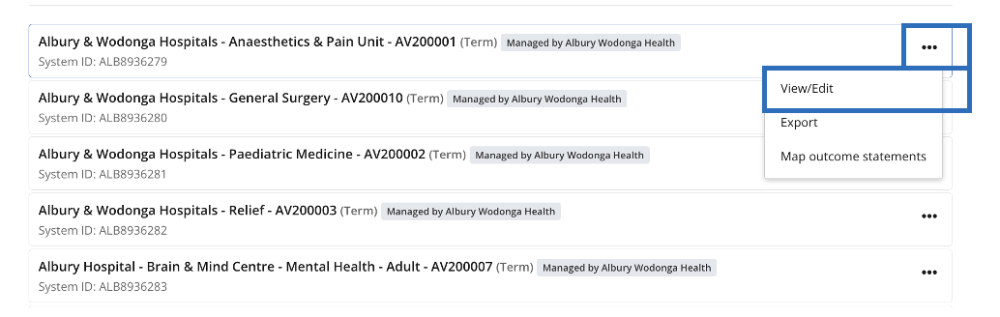 Albury & Wodonga Hospitals - Anaesthetics & Pain Unit - AV200001 (Term) Managed by Albury Wodonga Health
System ID: ALB8936279
View/Edit
Albury & Wodonga Hospitals - General Surgery - AV200010 (Term) Managed by Albury Wodonga Health
System ID: ALB8936280
Export
Albury & Wodonga Hospitals - Paediatric Medicine - AV200002 (Term) Managed by Albury Wodonga Health
Map outcome statements
System ID: ALB8936281
Albury & Wodonga Hospitals - Relief - AV200003 (Term) Managed by Albury Wodonga Health
System ID: ALB8936282
Albury Hospital - Brain & Mind Centre - Mental Health - Adult - AV200007 (Term) Managed by Albury Wodonga Health
System ID: ALB8936283